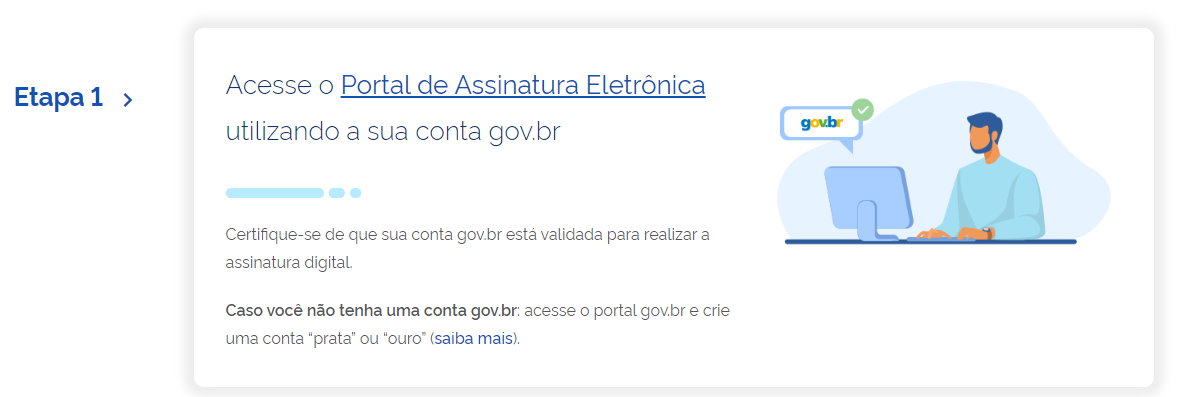 Etapa 1
Acesse o Portal de Assinatura Eletrônica
utilizando a sua conta gov.br
gov.br
Certifique-se de que sua conta gov.br está validada para realizar a
assinatura digital.
Caso você não tenha uma conta gov.br: acesse o portal gov.br e crie
uma conta “prata” ou “ouro” (saiba mais).